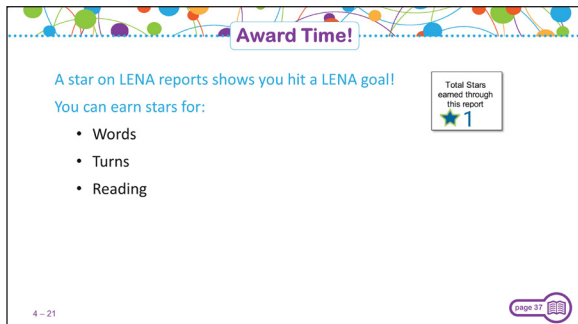 Award Time!
A star on LENA reports shows you hit a LENA goal!
You can earn stars for:
• Words
• Turns
• Reading
Total Stars
earned through
this report
1
4 – 21
page 37